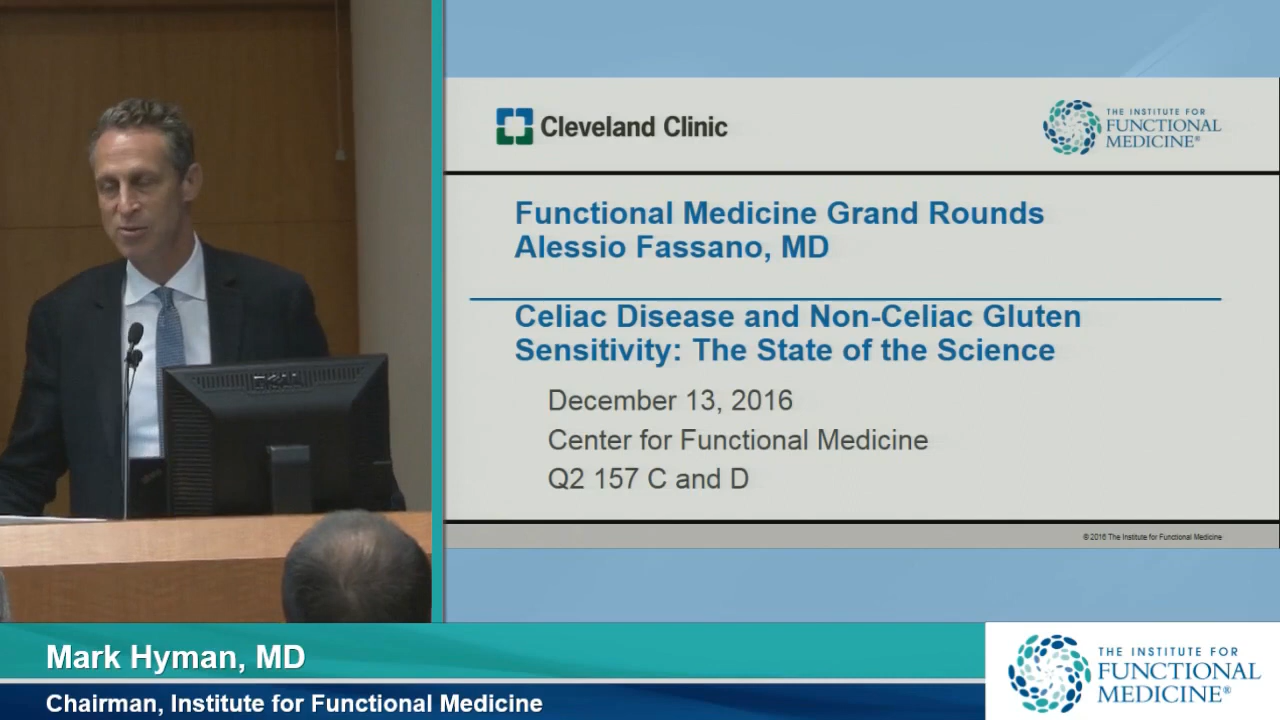 Cleveland Clinic
THE INSTITUTE FOR
FUNCTIONAL
MEDICINE®
Functional Medicine Grand Rounds
Alessio Fassano, MD
Celiac Disease and Non-Celiac Gluten
Sensitivity: The State of the Science
December 13, 2016
Center for Functional Medicine
Q2 157 C and D
© 2016 The Institute for Functional Medicine
DELL
Mark Hyman, MD
Chairman, Institute for Functional Medicine
THE INSTITUTE FOR
FUNCTIONAL
MEDICINE®